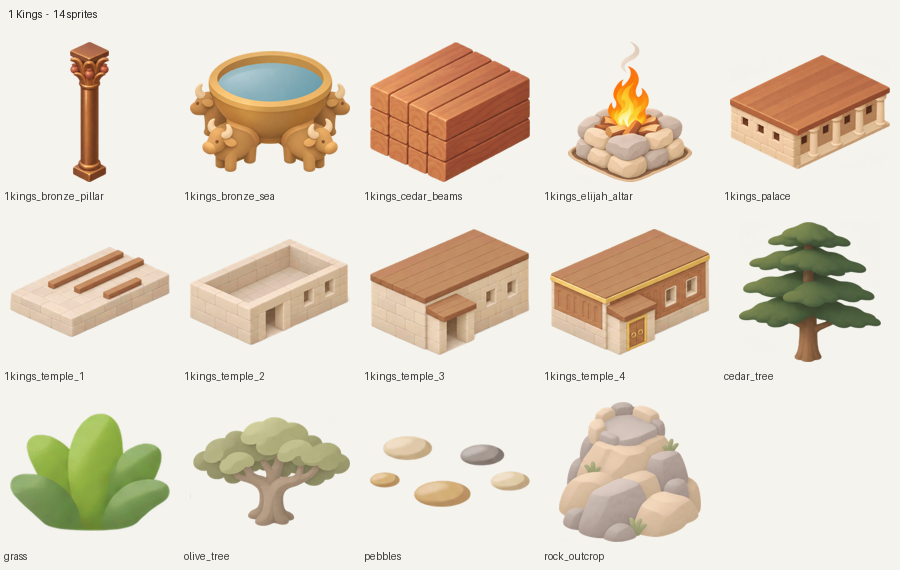 1 Kings - 14 sprites
1kings_bronze_pillar
1kings_bronze_sea
1kings_cedar_beams
1kings_elijah_altar
1kings_palace
1kings_temple_1
1kings_temple_2
1kings_temple_3
1kings_temple_4
cedar_tree
grass
olive_tree
pebbles
rock_outcrop